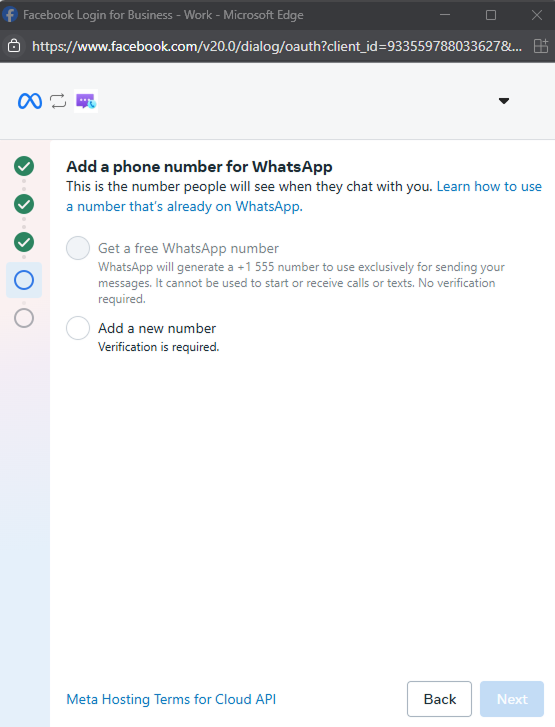 Facebook Login for Business - Work - Microsoft Edge
https://www.facebook.com/v20.0/dialog/oauth?client_id=933559788033627&...
Add a phone number for WhatsApp
This is the number people will see when they chat with you. Learn how to use
a number that's already on WhatsApp.
Get a free WhatsApp number
WhatsApp will generate a +1 555 number to use exclusively for sending your
messages. It cannot be used to start or receive calls or texts. No verification
required.
Add a new number
Verification is required.
Meta Hosting Terms for Cloud API
Back
Next